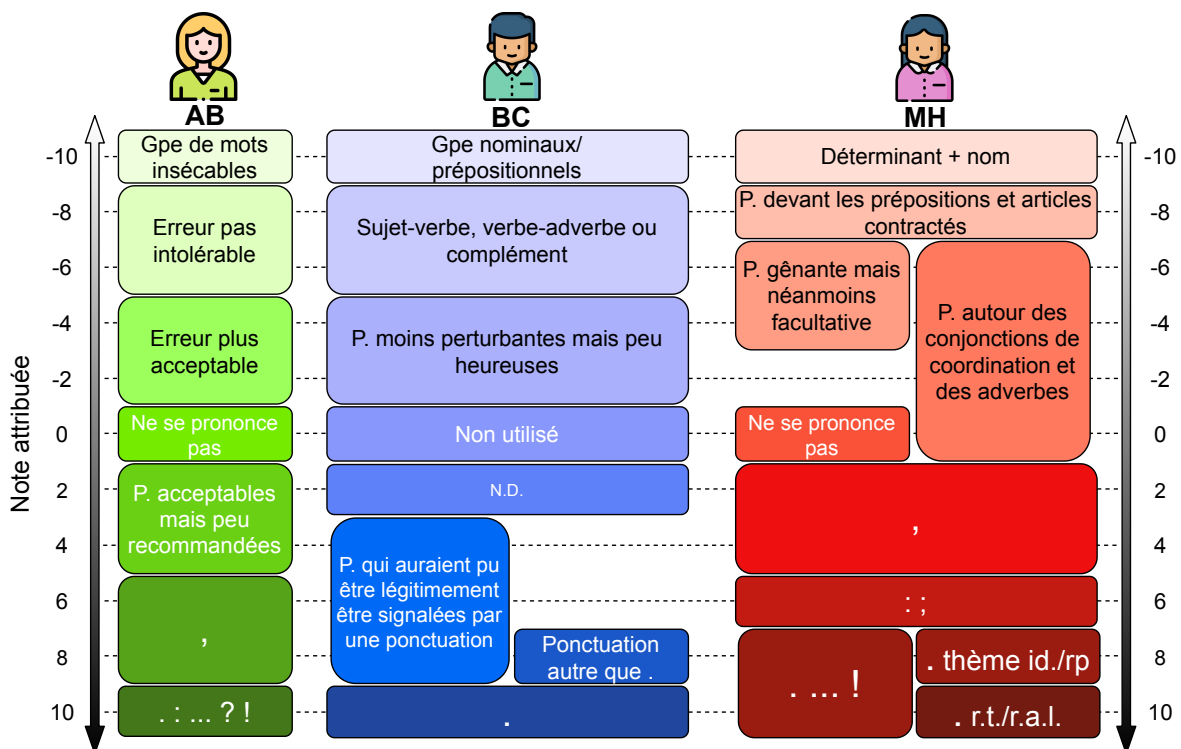 AB
BC
MH
Note attribuée
-10
-8
-6
-4
-2
0
2
4
6
8
10
Gpe de mots
insécables
Erreur pas
intolérable
Erreur plus
acceptable
Ne se prononce
pas
P. acceptables
mais peu
recommandées
,
. : ... ? !
Gpe nominaux/
prépositionnels
Sujet-verbe, verbe-adverbe ou
complément
P. moins perturbantes mais peu
heureuses
Non utilisé
N.D.
P. qui auraient pu
être légitimement
être signalées par
une ponctuation
Ponctuation
autre que .
.
Déterminant + nom
P. devant les prépositions et articles
contractés
P. gênante mais
néanmoins
facultative
P. autour des
conjonctions de
coordination et
des adverbes
Ne se prononce
pas
,
: ;
. ... !
. thème id./rp
. r.t./r.a.l.
-10
-8
-6
-4
-2
0
2
4
6
8
10